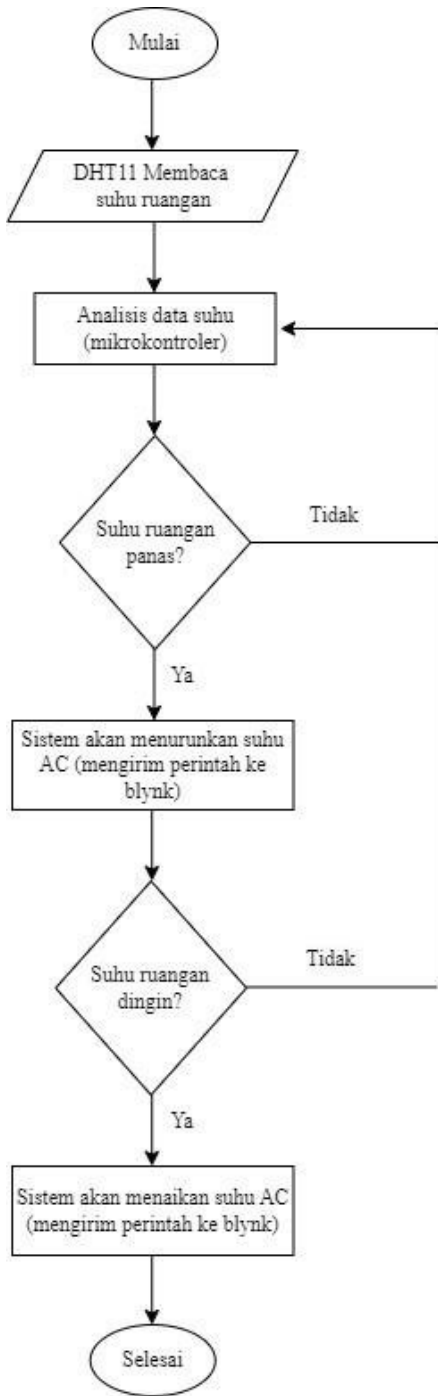 Mulai
DHT11 Membaca
suhu ruangan
Analisis data suhu
(mikrokontroler)
Suhu ruangan
panas?
Tidak
Ya
Sistem akan menurunkan suhu
AC (mengirim perintah ke
blynk)
Suhu ruangan
dingin?
Tidak
Ya
Sistem akan menaikan suhu AC
(mengirim perintah ke blynk)
Selesai